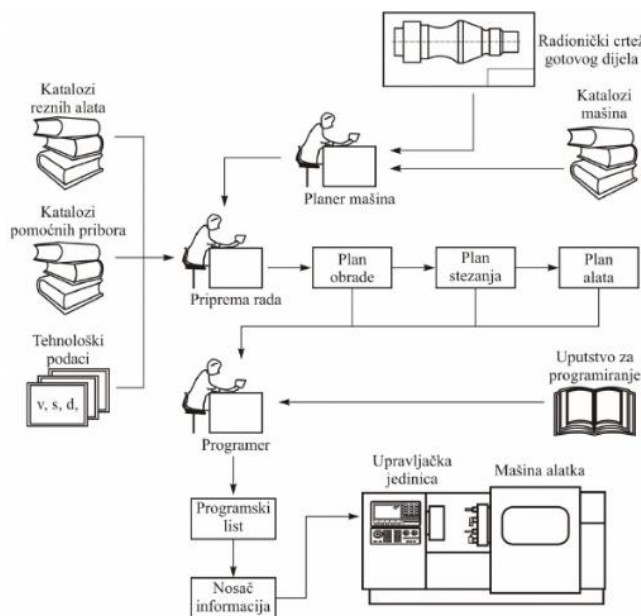 Radionički crtež
gotovog dijela
Katalozi
reznih alata
Katalozi
mašina
Planer mašina
Katalozi
pomoćnih pribora
Priprema rada
Plan
obrade
Plan
stezanja
Plan
alata
Tehnološki
podaci
v, s, d,
Programer
Uputstvo za
programiranje
Programski
list
Nosač
informacija
Upravljačka
jedinica
Mašina alatka